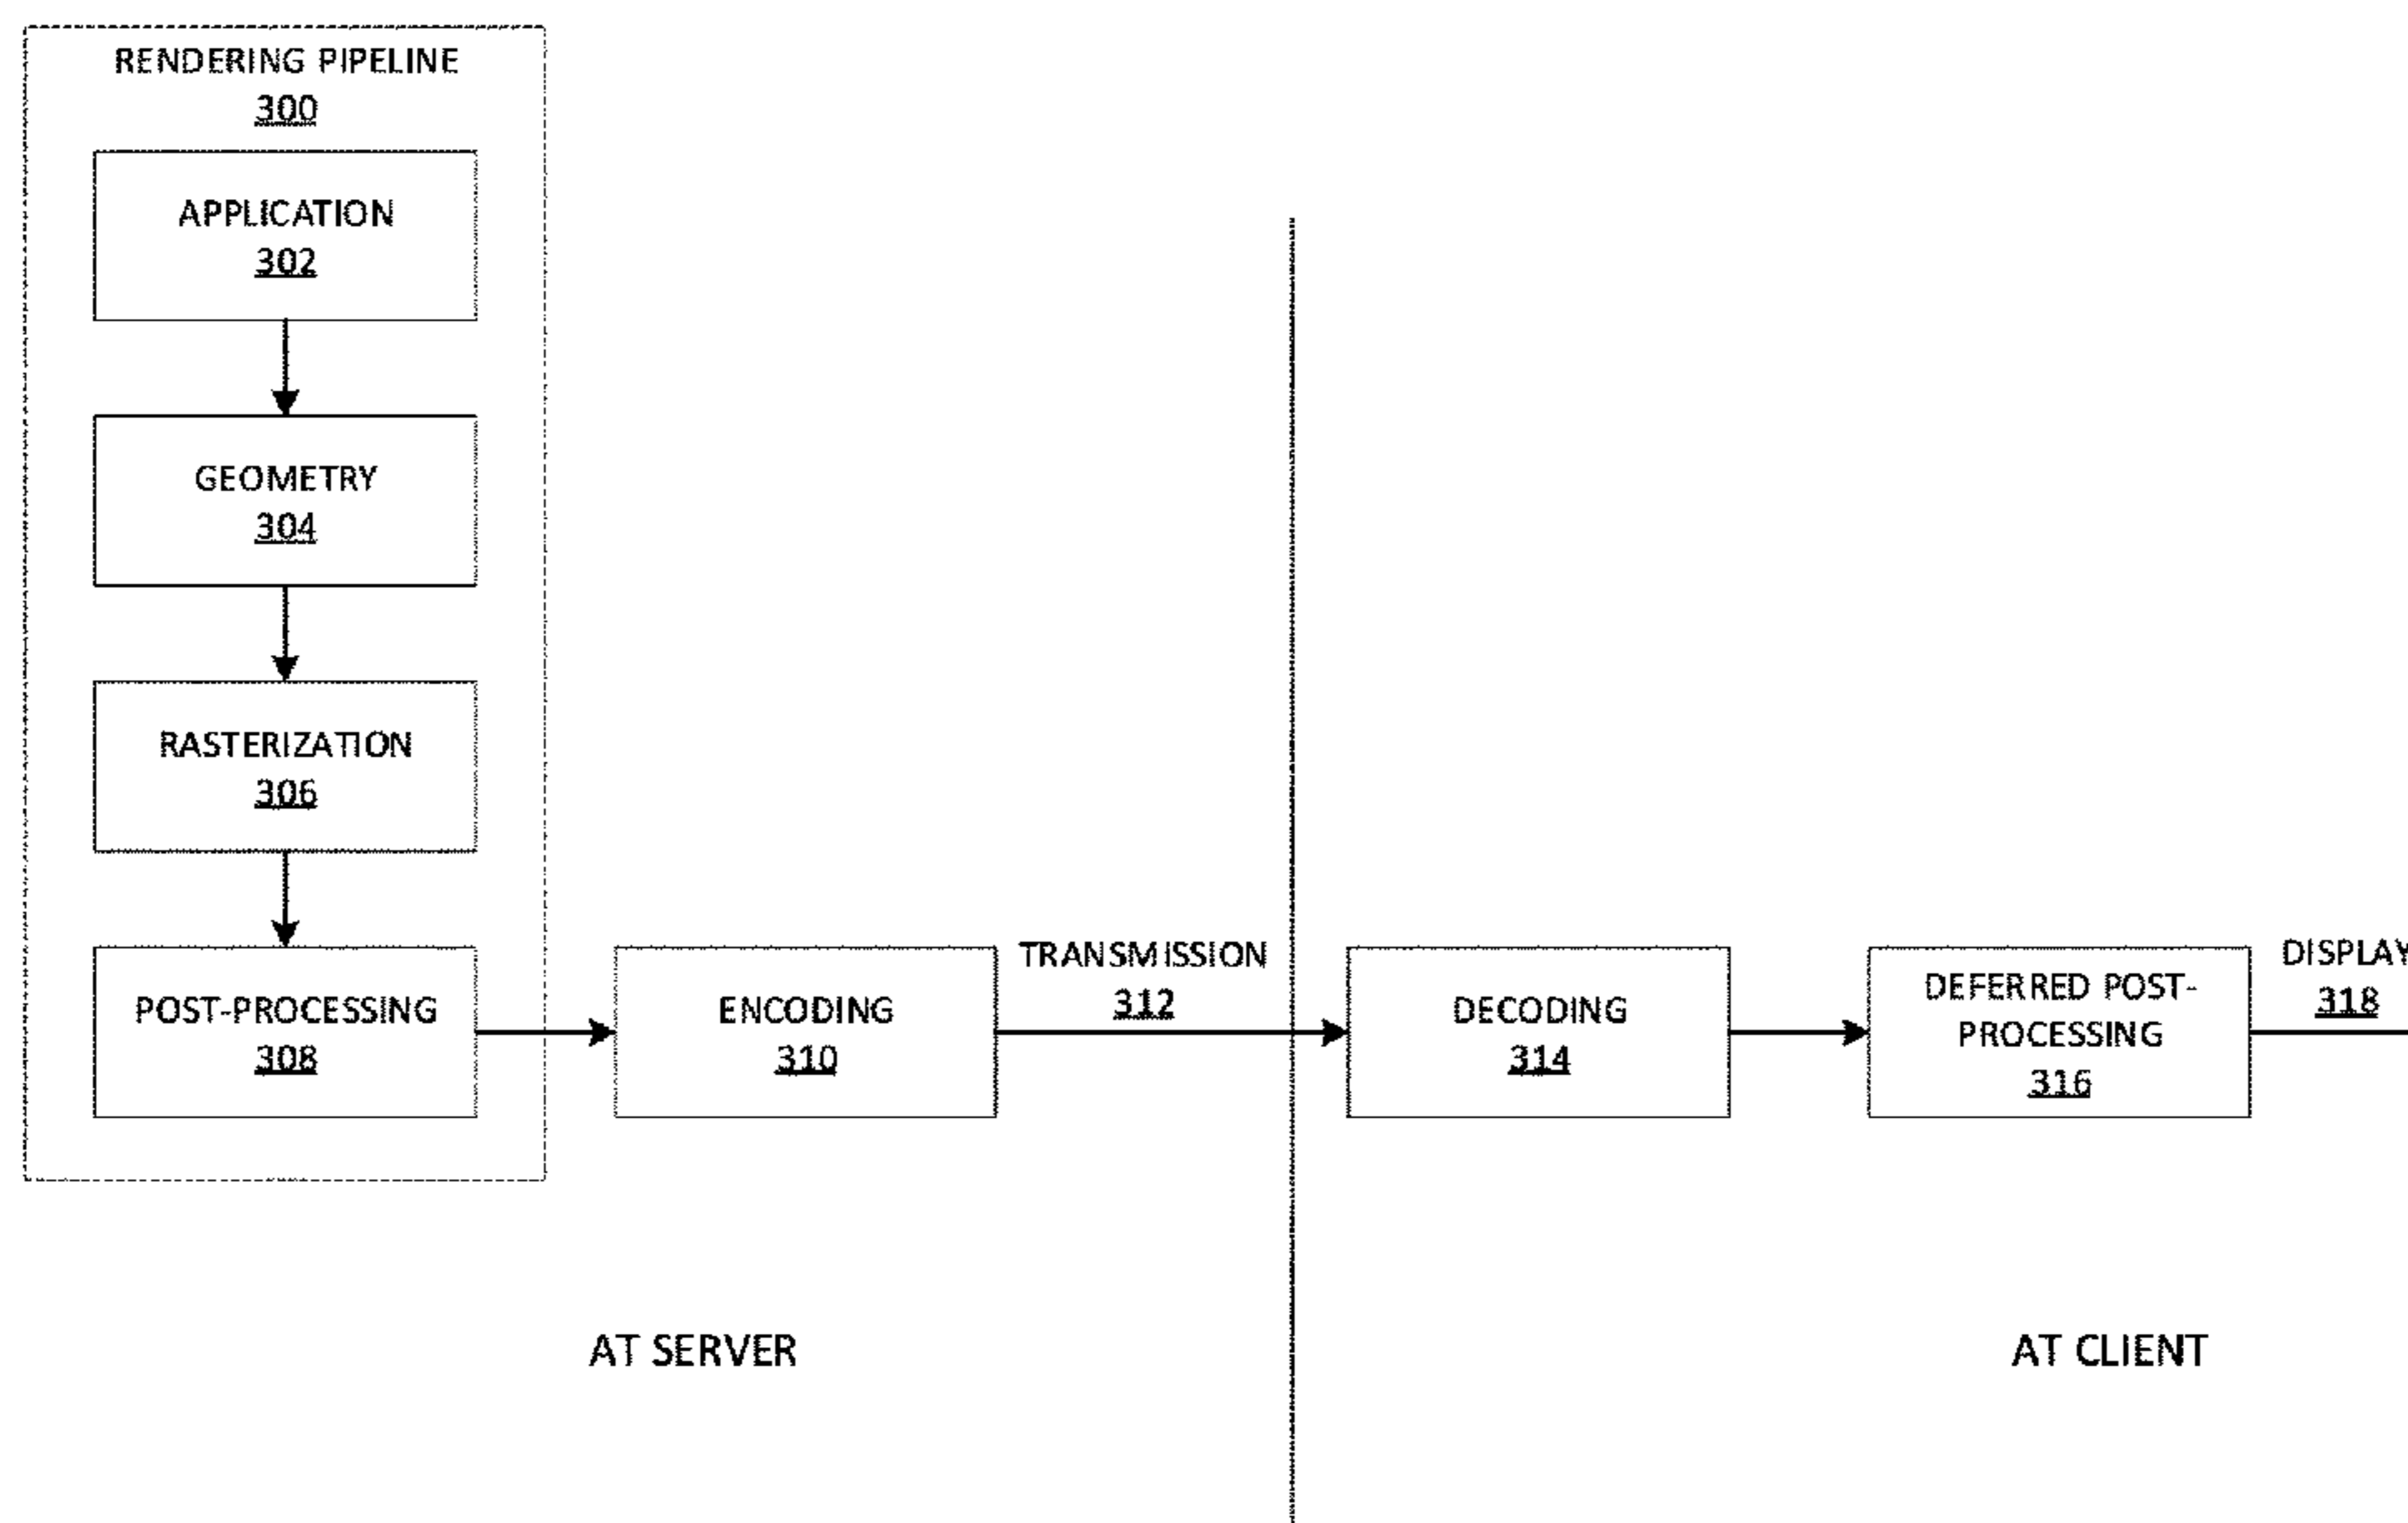 RENDERING PIPELINE
300
APPLICATION
302
GEOMETRY
304
RASTERIZATION
306
POST-PROCESSING
308
ENCODING
310
TRANSMISSION
312
DECODING
314
DEFERRED POST-
PROCESSING
316
DISPLAY
318
AT SERVER
AT CLIENT